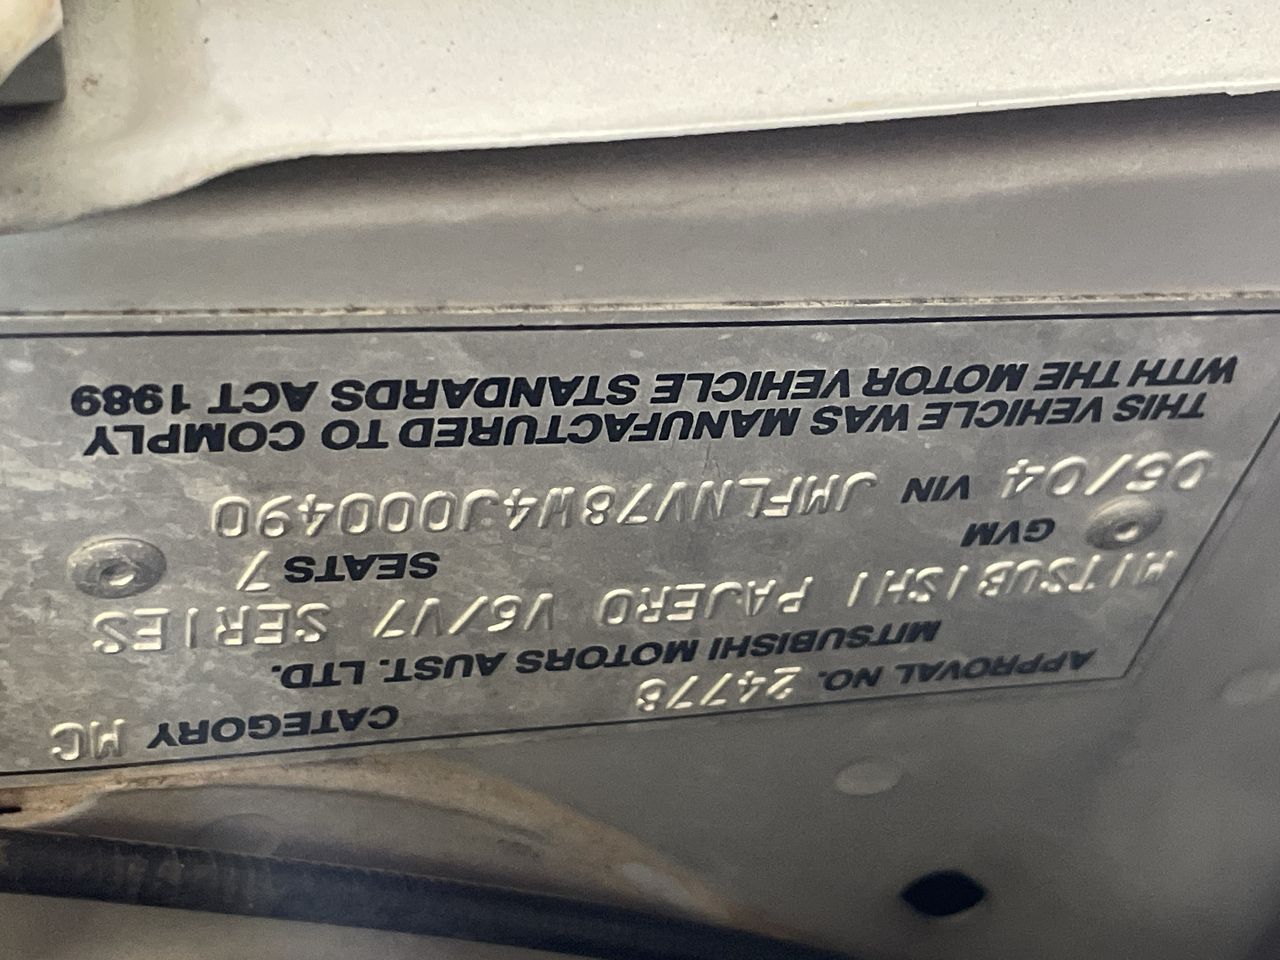 APPROVAL NO. 24778 CATEGORY MC
MITSUBISHI MOTORS AUST. LTD.
MITSUBISHI PAJERO V6/V7 SERIES
GVM SEATS 7
05/04 VIN JMFLNV78W4J000490
THIS VEHICLE WAS MANUFACTURED TO COMPLY
WITH THE MOTOR VEHICLE STANDARDS ACT 1989